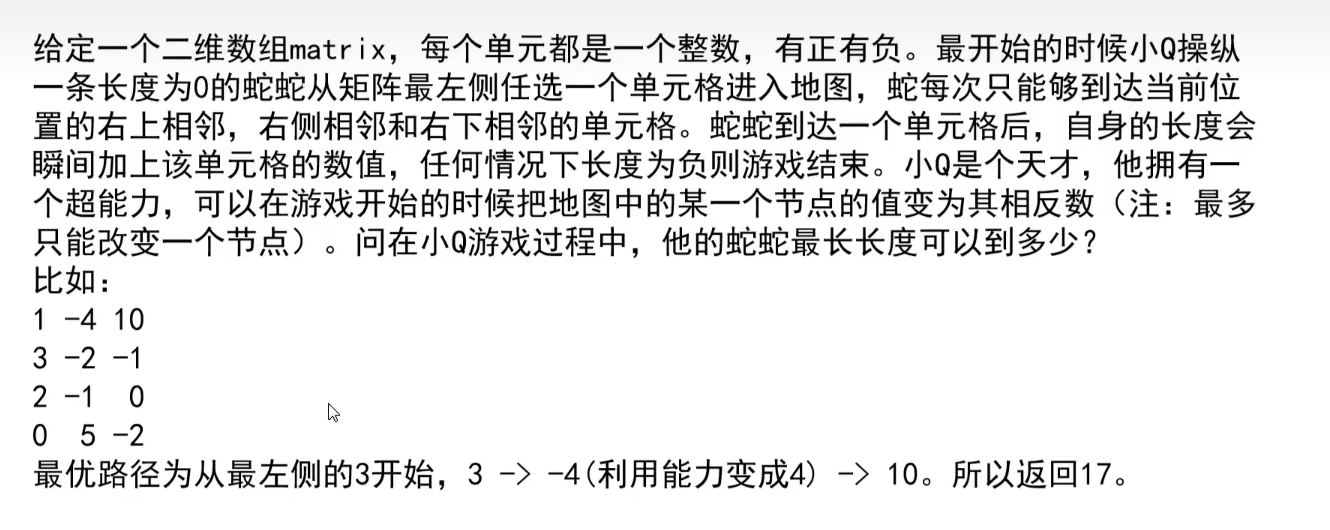 给定一个二维数组matrix，每个单元都是一个整数，有正有负。最开始的时候小Q操纵
一条长度为0的蛇蛇从矩阵最左侧任选一个单元格进入地图，蛇每次只能够到达当前位
置的右上相邻，右侧相邻和右下相邻的单元格。蛇蛇到达一个单元格后，自身的长度会
瞬间加上该单元格的数值，任何情况下长度为负则游戏结束。小Q是个天才，他拥有一
个超能力，可以在游戏开始的时候把地图中的某一个节点的值变为其相反数（注：最多
只能改变一个节点）。问在小Q游戏过程中，他的蛇蛇最长长度可以到多少？
比如：
1 -4 10
3 -2 -1
2 -1  0
0  5 -2
最优路径为从最左侧的3开始，3 -> -4(利用能力变成4) -> 10。所以返回17。